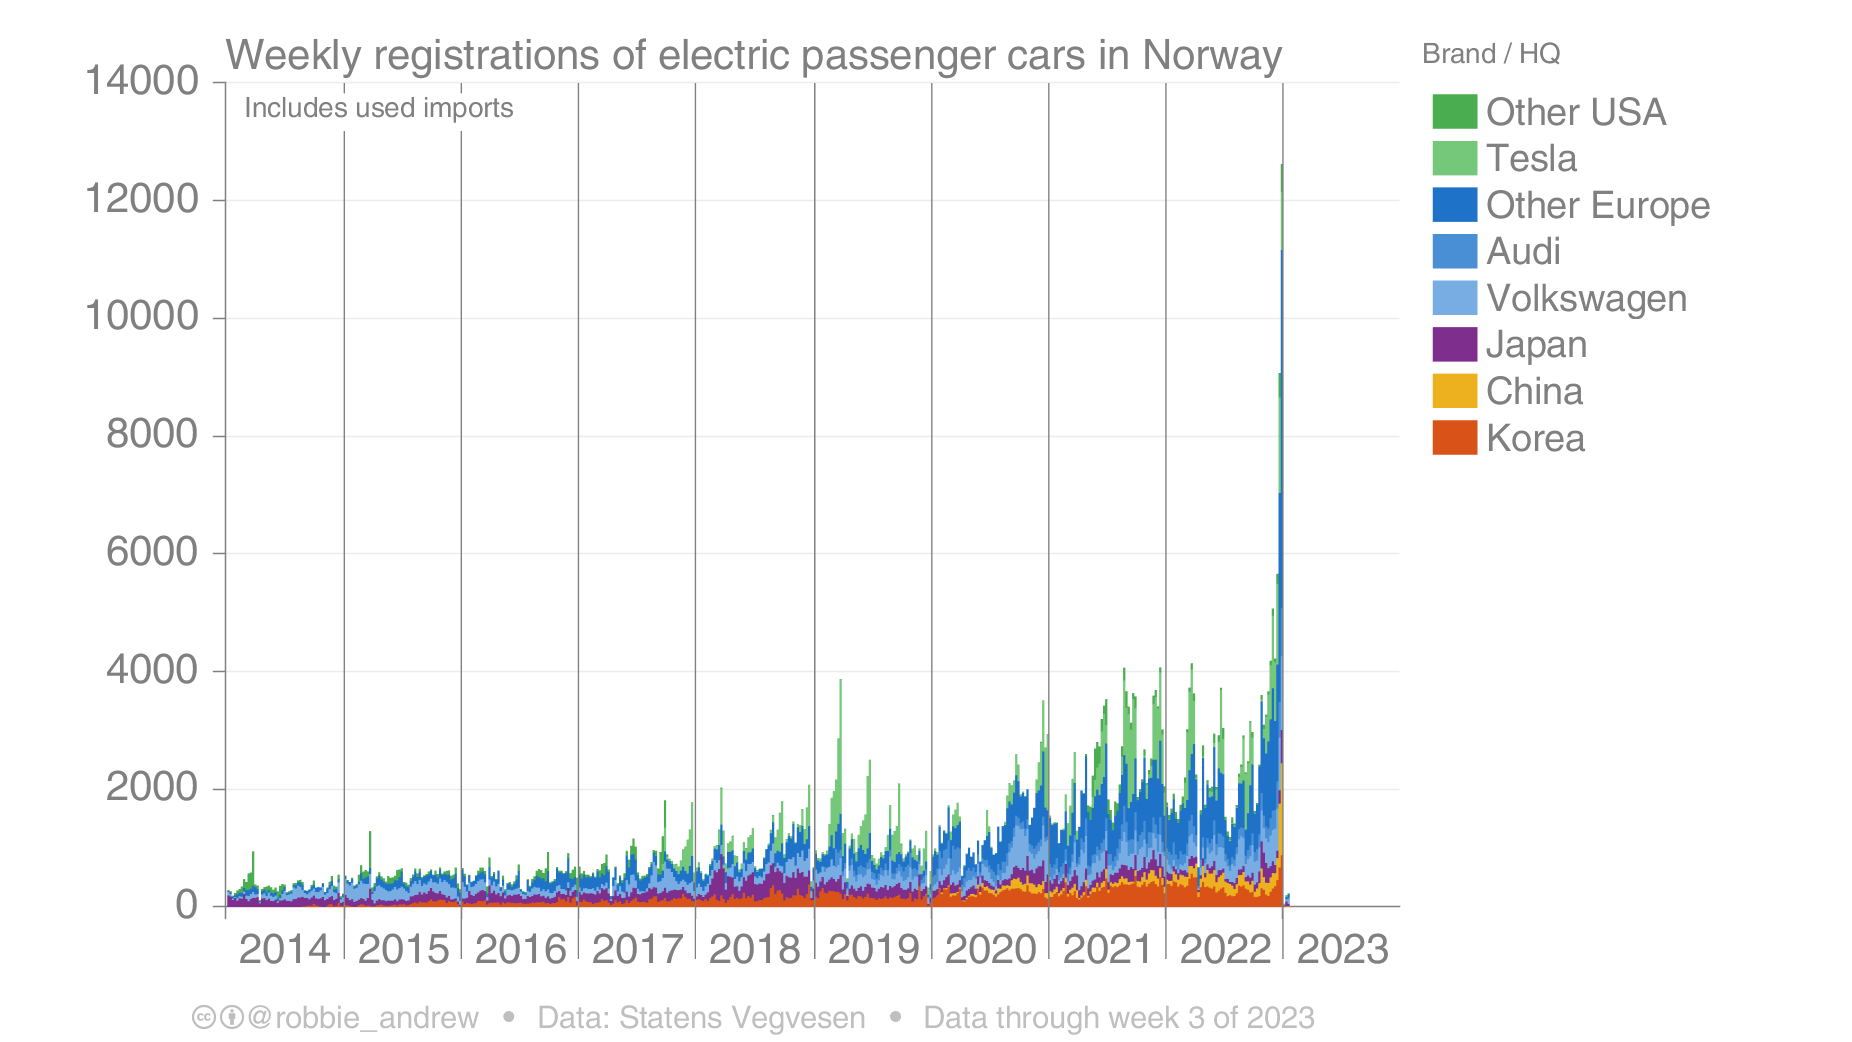 Weekly registrations of electric passenger cars in Norway
Includes used imports
14000
12000
10000
8000
6000
4000
2000
0
2014 2015 2016 2017 2018 2019 2020 2021 2022 2023
Brand / HQ
Other USA
Tesla
Other Europe
Audi
Volkswagen
Japan
China
Korea
@robbie_andrew • Data: Statens Vegvesen • Data through week 3 of 2023